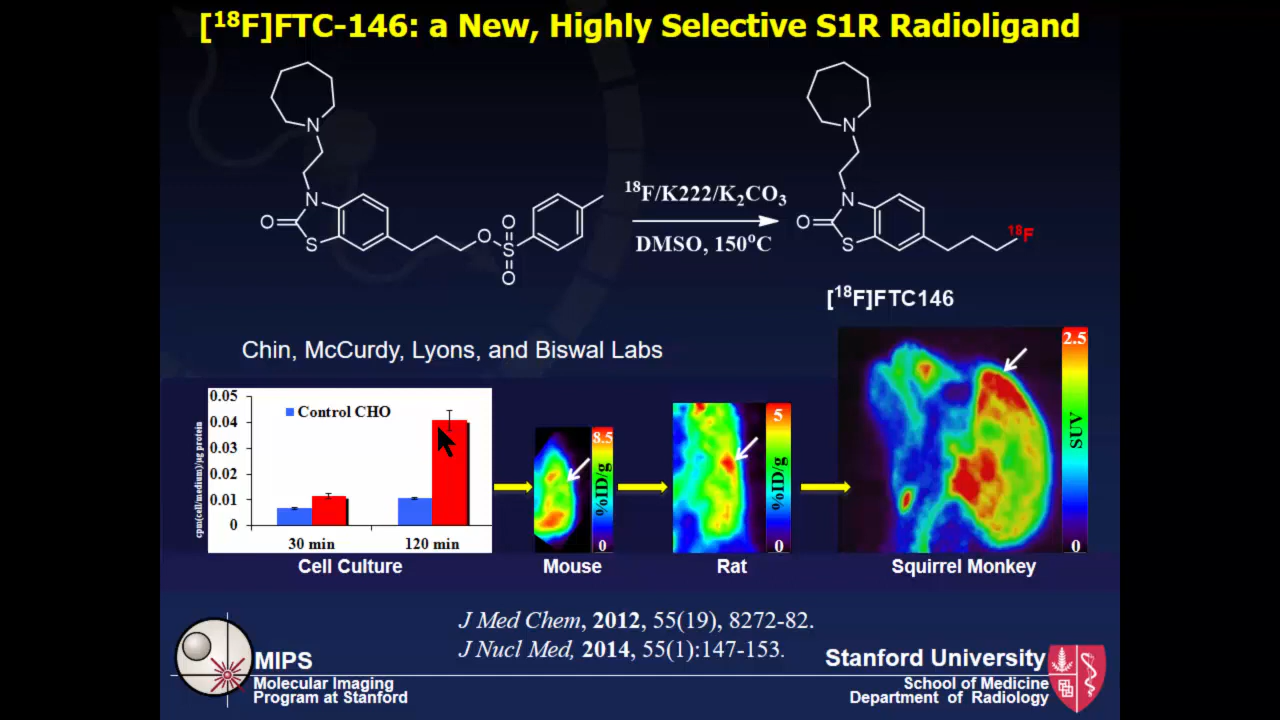 [¹⁸F]FTC-146: a New, Highly Selective S1R Radioligand
N
N
O
S
O
O
S
O
¹⁸F/K222/K₂CO₃
DMSO, 150°C
N
N
O
S
¹⁸F
[¹⁸F]FTC146
Chin, McCurdy, Lyons, and Biswal Labs
cpm(cell/medium)/µg protein
0.05
0.04
0.03
0.02
0.01
0
Control CHO
30 min
120 min
Cell Culture
8.5
%ID/g
0
Mouse
5
%ID/g
0
Rat
2.5
SUV
0
Squirrel Monkey
J Med Chem, 2012, 55(19), 8272-82.
J Nucl Med, 2014, 55(1):147-153.
MIPS
Molecular Imaging
Program at Stanford
Stanford University
School of Medicine
Department of Radiology